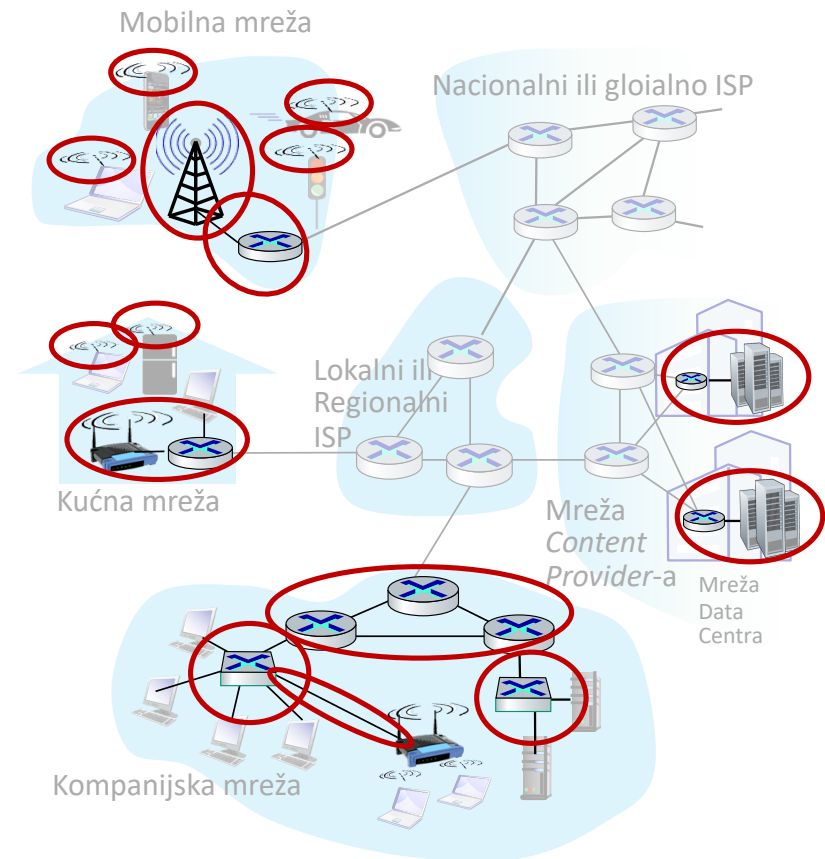 Mobilna mreža
Nacionalni ili gloialno ISP
Lokalni ili
Regionalni
ISP
Kućna mreža
Mreža
Content
Provider-a
Mreža
Data
Centra
Kompanijska mreža